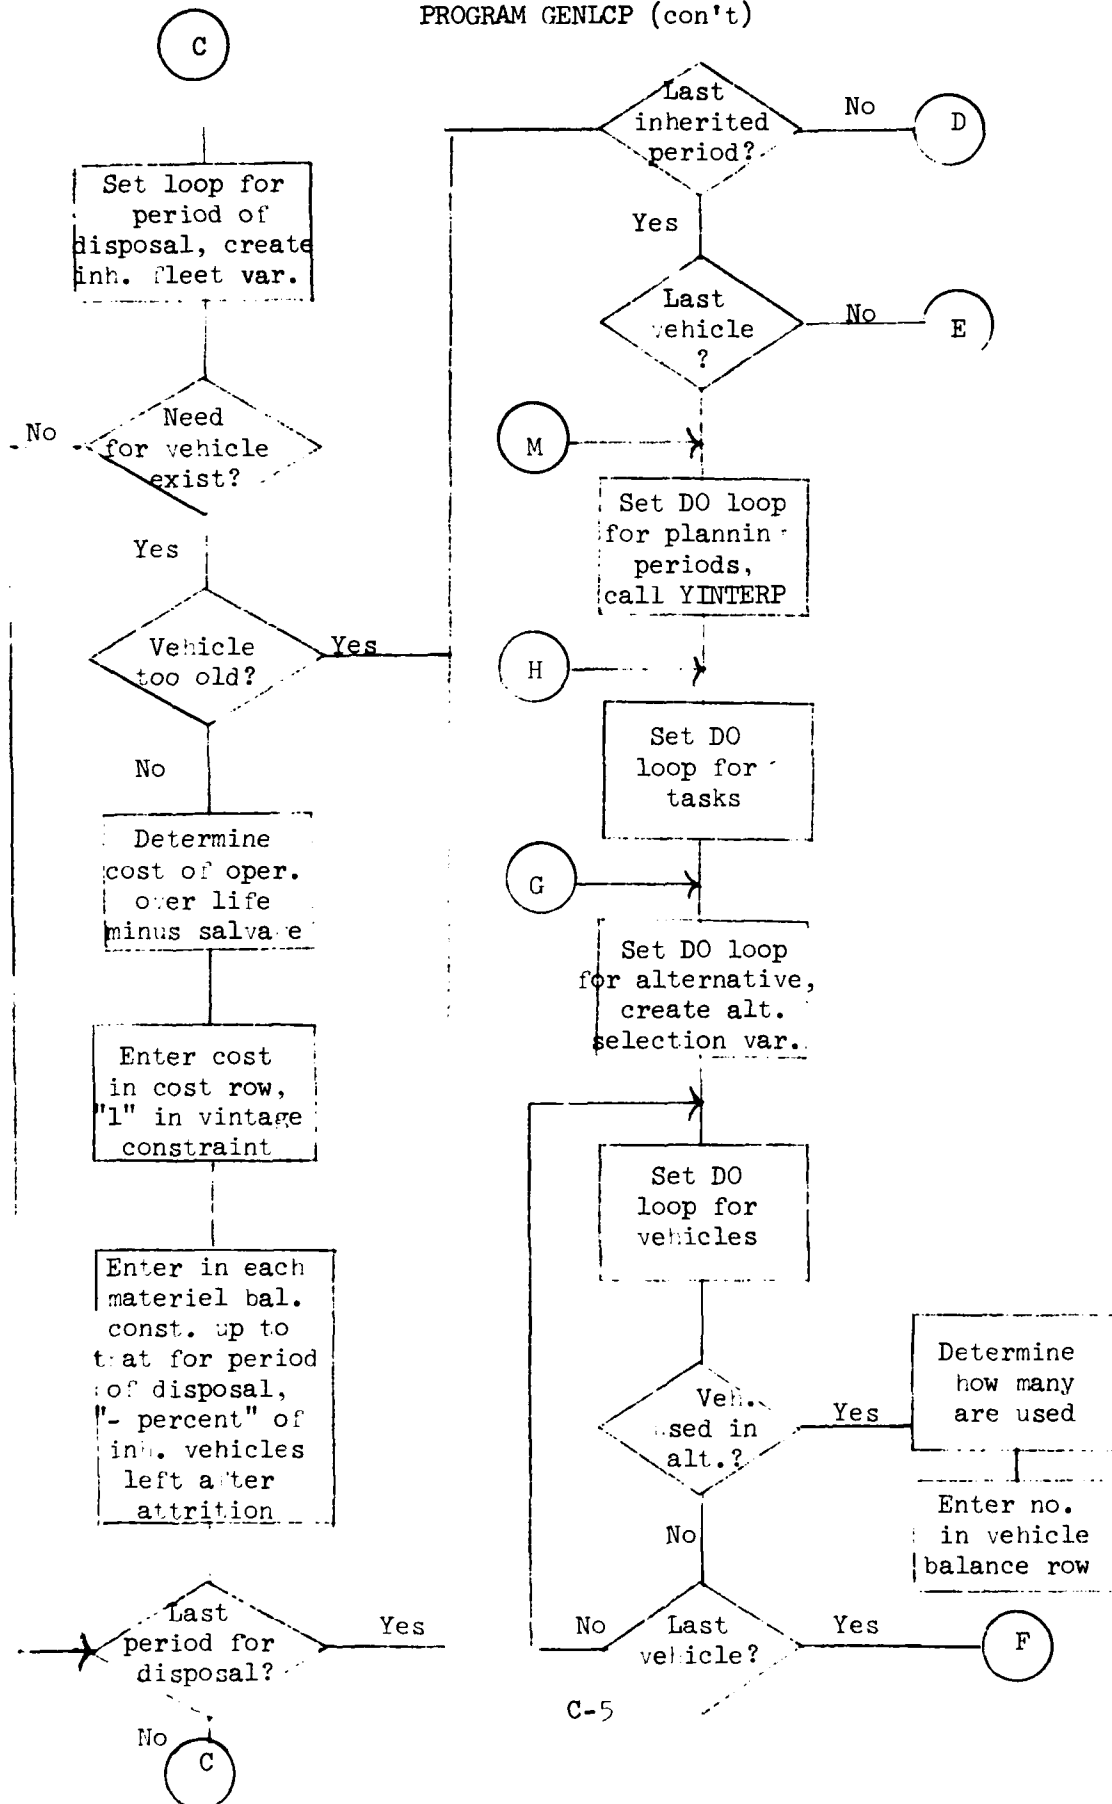 PROGRAM GENLCP (con't)
C
Set loop for
period of
disposal, create
inh. fleet var.
Need
for vehicle
exist?
No
Yes
Vehicle
too old?
Yes
No
Determine
cost of oper.
over life
minus salvage
Enter cost
in cost row,
"1" in vintage
constraint
Enter in each
materiel bal.
const. up to
that for period
of disposal,
"- percent" of
inh. vehicles
left after
attrition
Last
period for
disposal?
Yes
No
C
Last
inherited
period?
No
D
Yes
Last
vehicle
?
No
E
M
Set DO loop
for plannin
periods,
call YINTERP
H
Set DO
loop for
tasks
G
Set DO loop
for alternative,
create alt.
selection var.
Set DO
loop for
vehicles
Veh.
used in
alt.?
Yes
Determine
how many
are used
Enter no.
in vehicle
balance row
No
Last
vehicle?
No
Yes
F
C-5